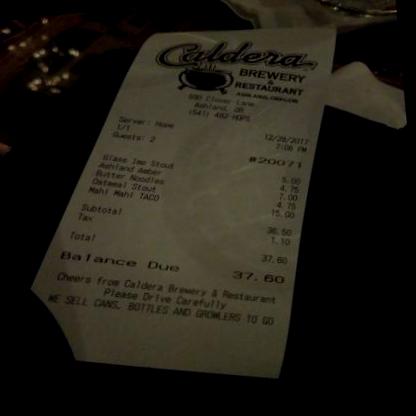 Caldera
BREWERY
&
RESTAURANT
ASHLAND, OREGON
590 Clover Lane
Ashland, OR
(541) 482-HOPS
Server: Hope 12/28/2017
1/1 7:06 PM
Guests: 2
#20071
Glass Imp Stout 5.00
Ashland Amber 4.75
Butter Noodles 7.00
Oatmeal Stout 4.75
Mahi Mahi TACO 15.00
Subtotal 36.50
Tax 1.10
Total 37.60
Balance Due 37.60
Cheers from Caldera Brewery & Restaurant
Please Drive Carefully
WE SELL CANS, BOTTLES AND GROWLERS TO GO